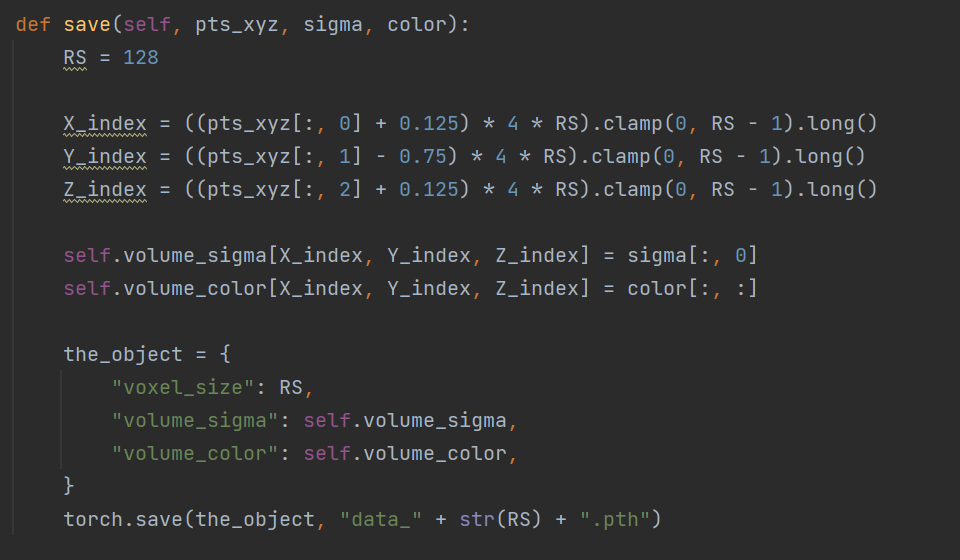 def save(self, pts_xyz, sigma, color):
    RS = 128

    X_index = ((pts_xyz[:, 0] + 0.125) * 4 * RS).clamp(0, RS - 1).long()
    Y_index = ((pts_xyz[:, 1] - 0.75) * 4 * RS).clamp(0, RS - 1).long()
    Z_index = ((pts_xyz[:, 2] + 0.125) * 4 * RS).clamp(0, RS - 1).long()

    self.volume_sigma[X_index, Y_index, Z_index] = sigma[:, 0]
    self.volume_color[X_index, Y_index, Z_index] = color[:, :]

    the_object = {
        "voxel_size": RS,
        "volume_sigma": self.volume_sigma,
        "volume_color": self.volume_color,
    }
    torch.save(the_object, "data_" + str(RS) + ".pth")